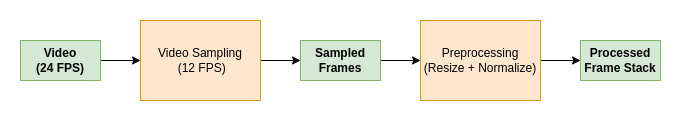 Video
(24 FPS)
Video Sampling
(12 FPS)
Sampled
Frames
Preprocessing
(Resize + Normalize)
Processed
Frame Stack